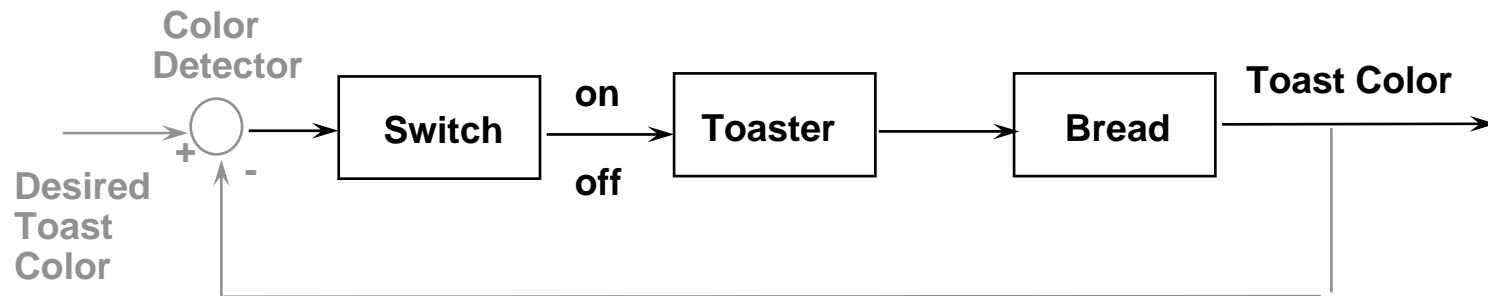 Color
Detector
+
-
Desired
Toast
Color
Switch
on
off
Toaster
Bread
Toast Color